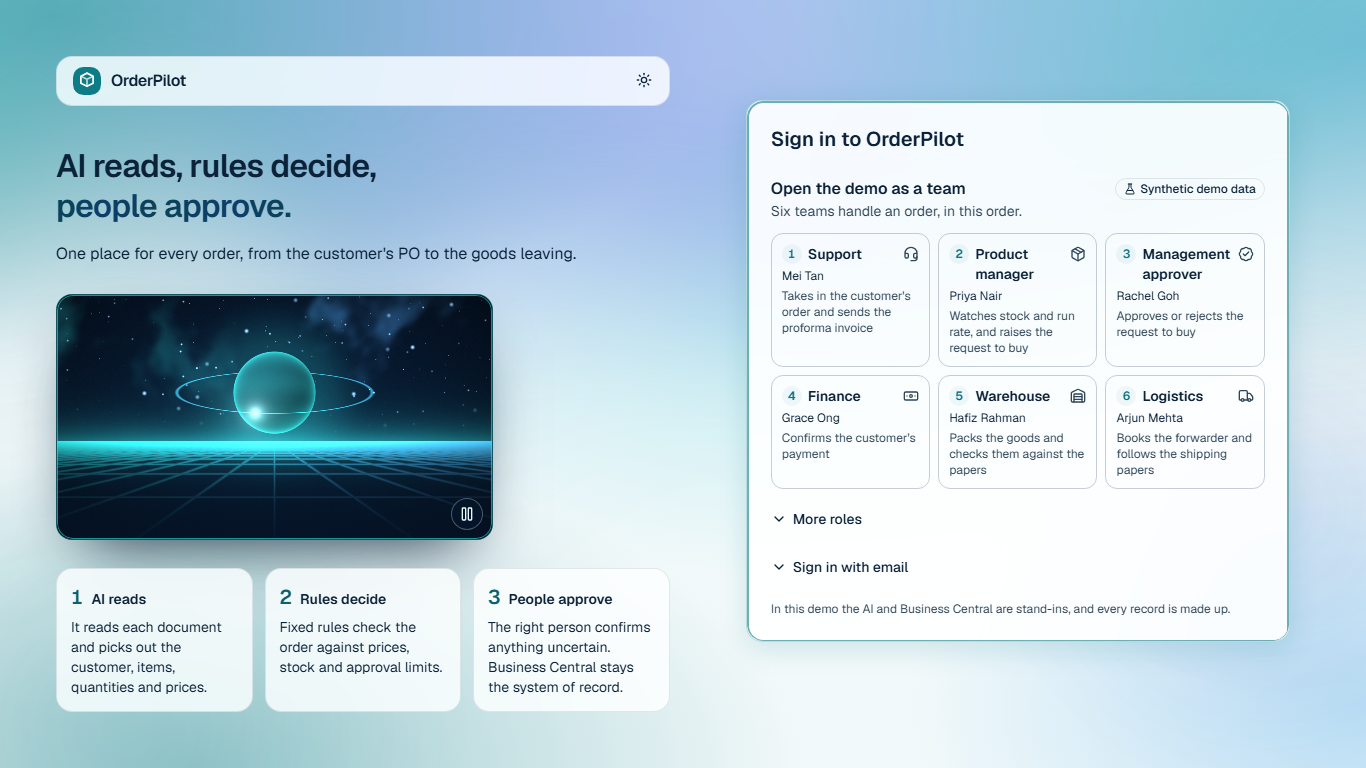 OrderPilot
AI reads, rules decide,
people approve.
One place for every order, from the customer's PO to the goods leaving.
1 AI reads
It reads each document
and picks out the
customer, items,
quantities and prices.
2 Rules decide
Fixed rules check the
order against prices,
stock and approval limits.
3 People approve
The right person confirms
anything uncertain.
Business Central stays
the system of record.
Sign in to OrderPilot
Open the demo as a team
Synthetic demo data
Six teams handle an order, in this order.
1 Support
Mei Tan
Takes in the customer's
order and sends the
proforma invoice
2 Product
manager
Priya Nair
Watches stock and run
rate, and raises the
request to buy
3 Management
approver
Rachel Goh
Approves or rejects the
request to buy
4 Finance
Grace Ong
Confirms the customer's
payment
5 Warehouse
Hafiz Rahman
Packs the goods and
checks them against the
papers
6 Logistics
Arjun Mehta
Books the forwarder and
follows the shipping
papers
More roles
Sign in with email
In this demo the AI and Business Central are stand-ins, and every record is made up.